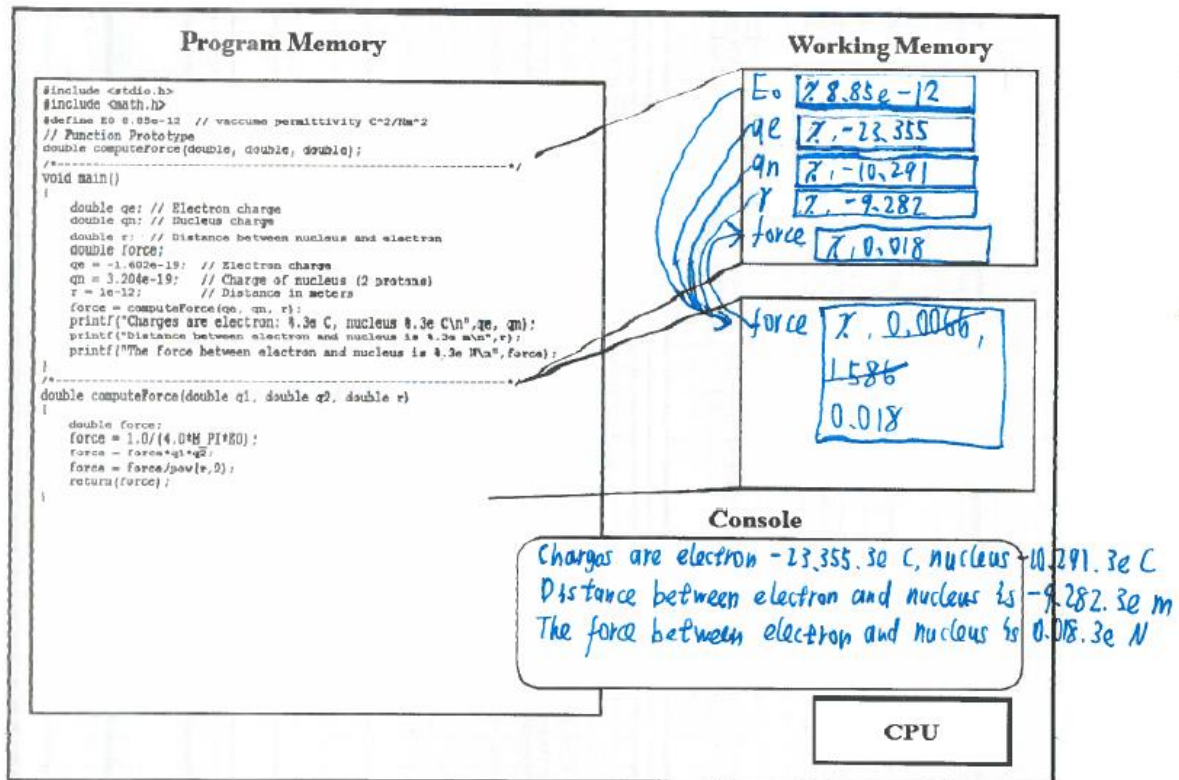 Program Memory
#include <stdio.h>
#include <math.h>
#define E0 8.85e-12 // vaccume permittivity C^2/Nm^2
// Function Prototype
double computeForce(double, double, double);
/*----------------------------------------------------------------------*/
void main()
{
double qe; // Electron charge
double qn; // Nucleus charge
double r; // Distance between nucleus and electron
double force;
qe = -1.602e-19; // Electron charge
qn = 3.204e-19; // Charge of nucleus (2 protons)
r = 1e-12; // Distance in meters
force = computeForce(qe, qn, r);
printf("Charges are electron: %.3e C, nucleus %.3e C\n",qe, qn);
printf("Distance between electron and nucleus is %.3e m\n",r);
printf("The force between electron and nucleus is %.3e N\n",force);
}
/*----------------------------------------------------------------------*/
double computeForce(double q1, double q2, double r)
{
double force;
force = 1.0/(4.0*M_PI*E0);
force = force*q1*q2;
force = force/pow(r,2);
return(force);
}
Working Memory
E0 ?, 8.85e-12
qe ?, -23.355
qn ?, -10.291
r ?, -9.282
force ?, 0.018
force ?, 0.0066,
1.586
0.018
Console
Charges are electron -23.355.3e C, nucleus -10.291.3e C
Distance between electron and nucleus is -9.282.3e m
The force between electron and nucleus is 0.018.3e N
CPU